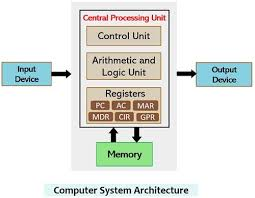 Central Processing Unit
Control Unit
Input
Device
Arithmetic and
Logic Unit
Output
Device
Registers
PC AC MAR
MDR CIR GPR
Memory
Computer System Architecture